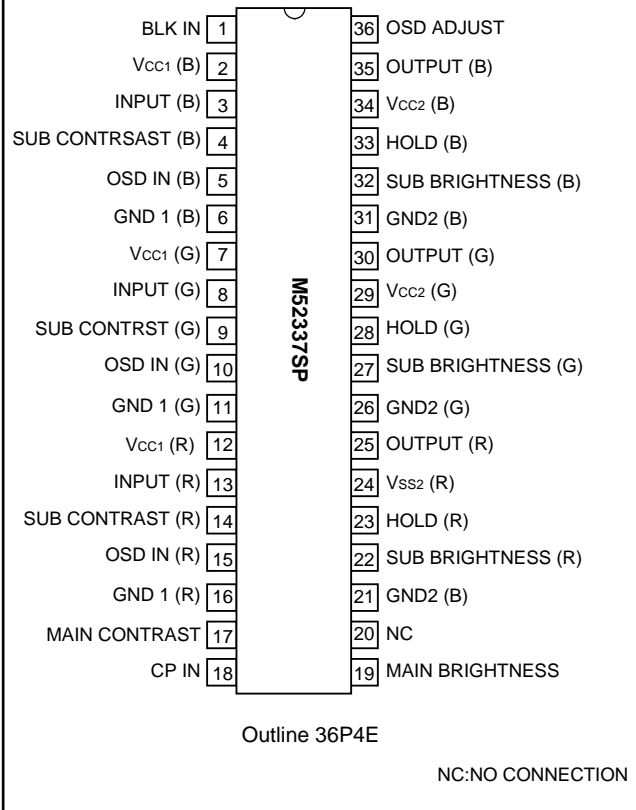 BLK IN 1 36 OSD ADJUST
Vcc1 (B) 2 35 OUTPUT (B)
INPUT (B) 3 34 Vcc2 (B)
SUB CONTRSAST (B) 4 33 HOLD (B)
OSD IN (B) 5 32 SUB BRIGHTNESS (B)
GND 1 (B) 6 31 GND2 (B)
Vcc1 (G) 7 30 OUTPUT (G)
INPUT (G) 8 29 Vcc2 (G)
SUB CONTRST (G) 9 28 HOLD (G)
OSD IN (G) 10 27 SUB BRIGHTNESS (G)
GND 1 (G) 11 26 GND2 (G)
Vcc1 (R) 12 25 OUTPUT (R)
INPUT (R) 13 24 Vss2 (R)
SUB CONTRAST (R) 14 23 HOLD (R)
OSD IN (R) 15 22 SUB BRIGHTNESS (R)
GND 1 (R) 16 21 GND2 (B)
MAIN CONTRAST 17 20 NC
CP IN 18 19 MAIN BRIGHTNESS
M52337SP
Outline 36P4E
NC:NO CONNECTION